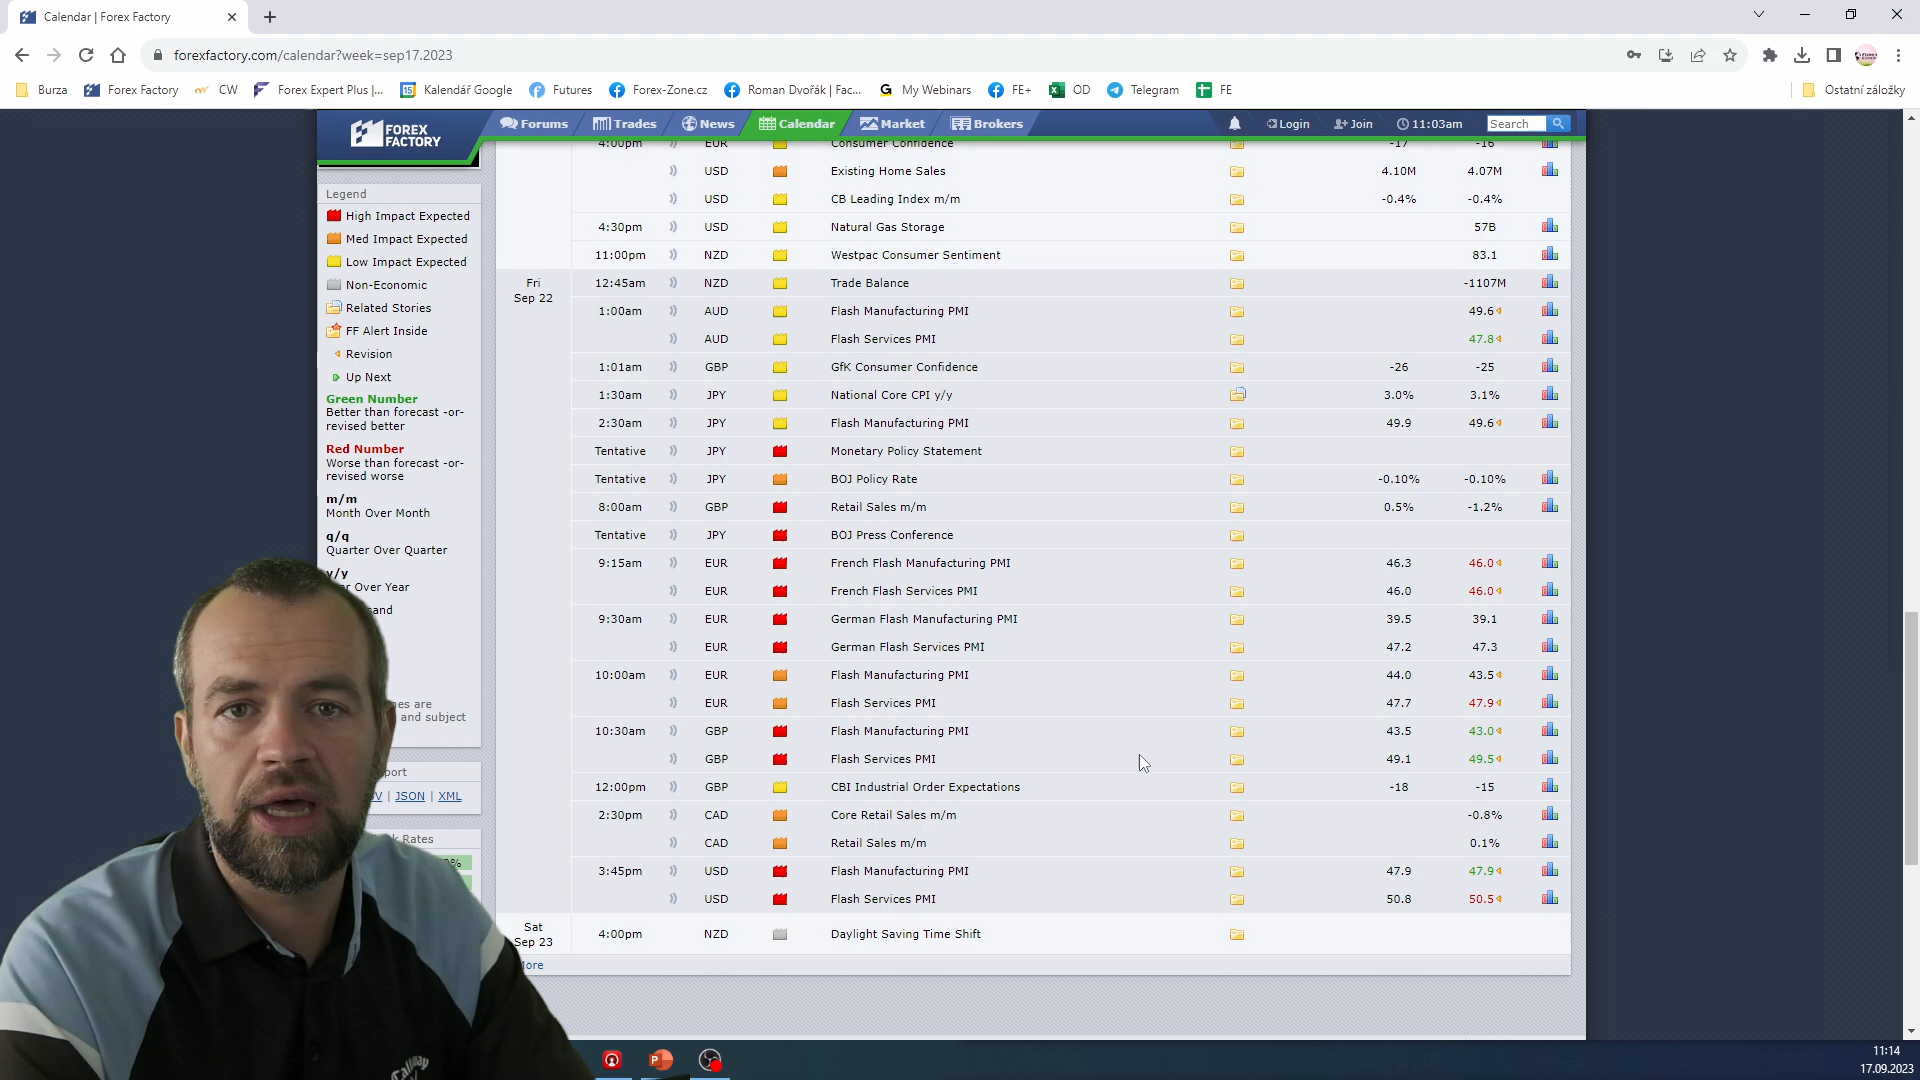 Calendar | Forex Factory
forexfactory.com/calendar?week=sep17.2023
Burza Forex Factory CW Forex Expert Plus |... Kalendář Google Futures Forex-Zone.cz Roman Dvořák | Fac... My Webinars FE+ OD Telegram FE Ostatní záložky
FOREX FACTORY Forums Trades News Calendar Market Brokers Login Join 11:03am Search
Legend
High Impact Expected
Med Impact Expected
Low Impact Expected
Non-Economic
Related Stories
FF Alert Inside
Revision
Up Next
Green Number
Better than forecast -or-
revised better
Red Number
Worse than forecast -or-
revised worse
m/m
Month Over Month
q/q
Quarter Over Quarter
y/y
Over Year
and subject
JSON | XML
Rates
4:00pm EUR Consumer Confidence -17 -16
USD Existing Home Sales 4.10M 4.07M
USD CB Leading Index m/m -0.4% -0.4%
4:30pm USD Natural Gas Storage 57B
11:00pm NZD Westpac Consumer Sentiment 83.1
Fri
Sep 22
12:45am NZD Trade Balance -1107M
1:00am AUD Flash Manufacturing PMI 49.6
AUD Flash Services PMI 47.8
1:01am GBP GfK Consumer Confidence -26 -25
1:30am JPY National Core CPI y/y 3.0% 3.1%
2:30am JPY Flash Manufacturing PMI 49.9 49.6
Tentative JPY Monetary Policy Statement
Tentative JPY BOJ Policy Rate -0.10% -0.10%
8:00am GBP Retail Sales m/m 0.5% -1.2%
Tentative JPY BOJ Press Conference
9:15am EUR French Flash Manufacturing PMI 46.3 46.0
EUR French Flash Services PMI 46.0 46.0
9:30am EUR German Flash Manufacturing PMI 39.5 39.1
EUR German Flash Services PMI 47.2 47.3
10:00am EUR Flash Manufacturing PMI 44.0 43.5
EUR Flash Services PMI 47.7 47.9
10:30am GBP Flash Manufacturing PMI 43.5 43.0
GBP Flash Services PMI 49.1 49.5
12:00pm GBP CBI Industrial Order Expectations -18 -15
2:30pm CAD Core Retail Sales m/m -0.8%
CAD Retail Sales m/m 0.1%
3:45pm USD Flash Manufacturing PMI 47.9 47.9
USD Flash Services PMI 50.8 50.5
Sat
Sep 23
4:00pm NZD Daylight Saving Time Shift
Callaway
11:14
17.09.2023